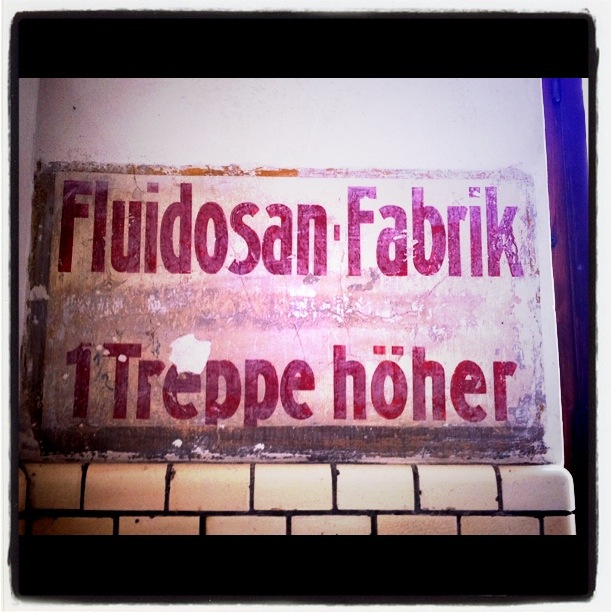 Fluidosan-Fabrik
1 Treppe höher